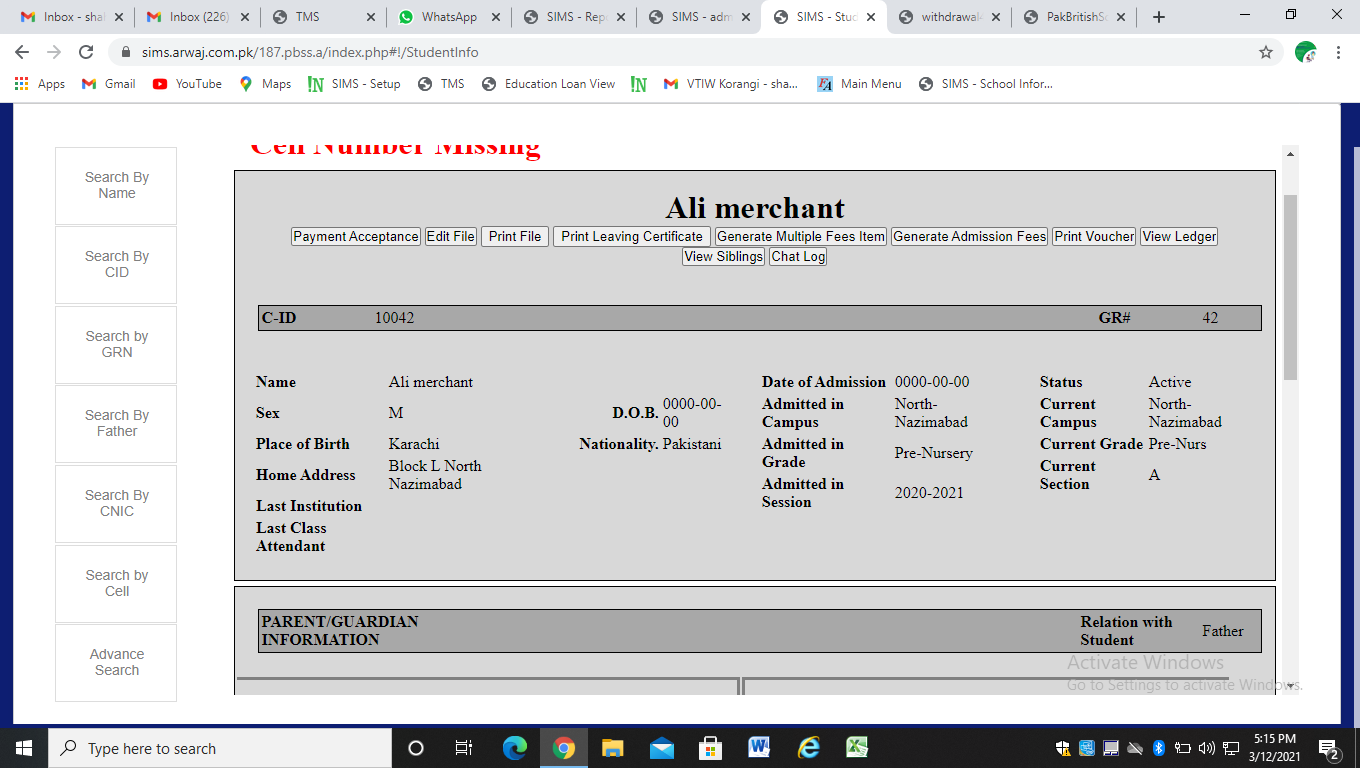 Inbox - sha
Inbox (226)
TMS
WhatsApp
SIMS - Rep
SIMS - adm
SIMS - Stud
withdrawal
PakBritishSc
sims.arwaj.com.pk/187.pbss.a/index.php#!/StudentInfo
Apps
Gmail
YouTube
Maps
SIMS - Setup
TMS
Education Loan View
VTIW Korangi - sha...
Main Menu
SIMS - School Infor...
Cell Number Missing
Search By
Name
Search By
CID
Search by
GRN
Search By
Father
Search By
CNIC
Search by
Cell
Advance
Search
Ali merchant
Payment Acceptance Edit File Print File Print Leaving Certificate Generate Multiple Fees Item Generate Admission Fees Print Voucher View Ledger
View Siblings Chat Log
C-ID 10042 GR# 42
Name Ali merchant
Sex M
D.O.B. 0000-00-
00
Place of Birth Karachi
Nationality. Pakistani
Home Address Block L North
Nazimabad
Last Institution
Last Class
Attendant
Date of Admission 0000-00-00
Admitted in
Campus
North-
Nazimabad
Admitted in
Grade
Pre-Nursery
Admitted in
Session
2020-2021
Status Active
Current
Campus
North-
Nazimabad
Current Grade Pre-Nurs
Current
Section
A
PARENT/GUARDIAN
INFORMATION
Relation with
Student
Father
Activate Windows
Go to Settings to activate Windows.
Type here to search
5:15 PM
3/12/2021
2